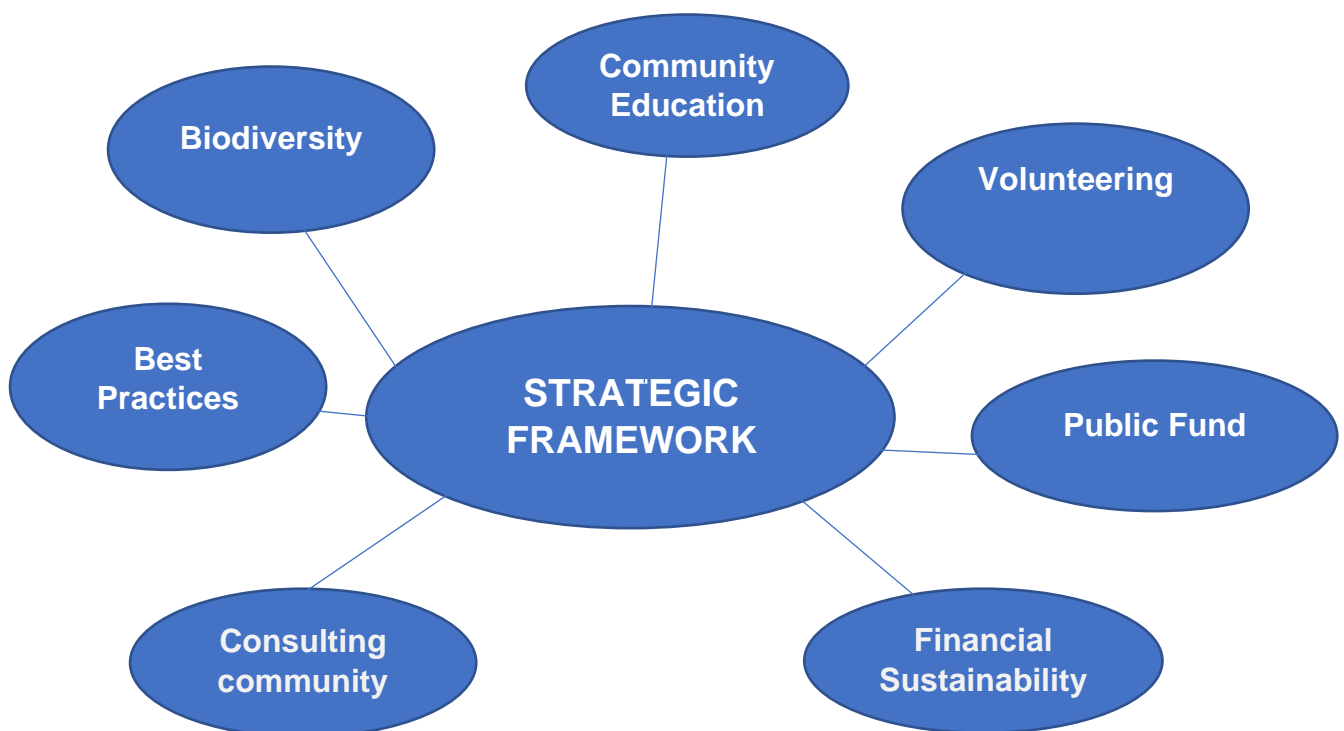 Community
Education
Biodiversity
Volunteering
Best
Practices
STRATEGIC
FRAMEWORK
Public Fund
Consulting
community
Financial
Sustainability